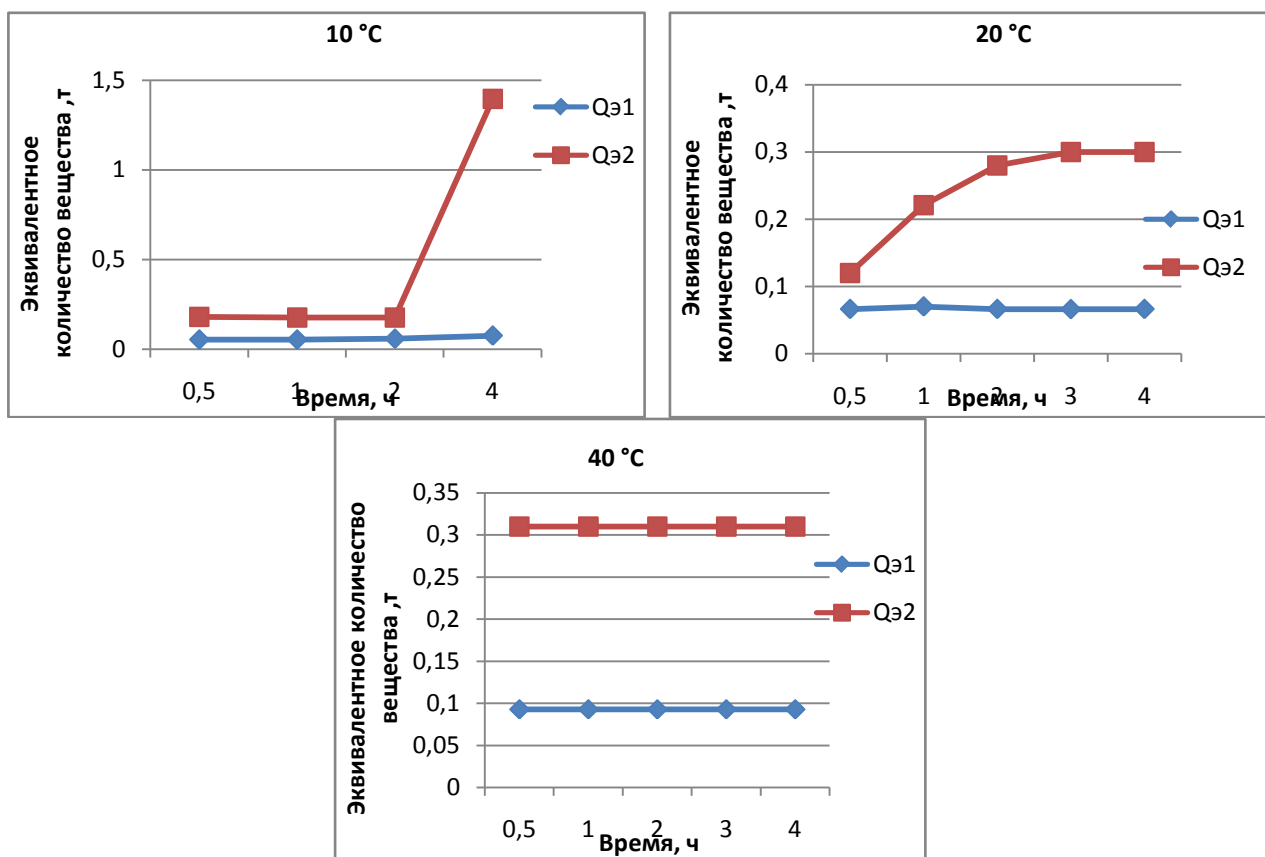 10 °C
Эквивалентное
количество вещества ,т
1,5
1
0,5
0
0,5
1
2
4
Время, ч
Qэ1
Qэ2
20 °C
Эквивалентное
количество вещества ,т
0,4
0,3
0,2
0,1
0
0,5
1
2
3
4
Время, ч
Qэ1
Qэ2
40 °C
Эквивалентное количество
вещества ,т
0,35
0,3
0,25
0,2
0,15
0,1
0,05
0
0,5
1
2
3
4
Время, ч
Qэ1
Qэ2